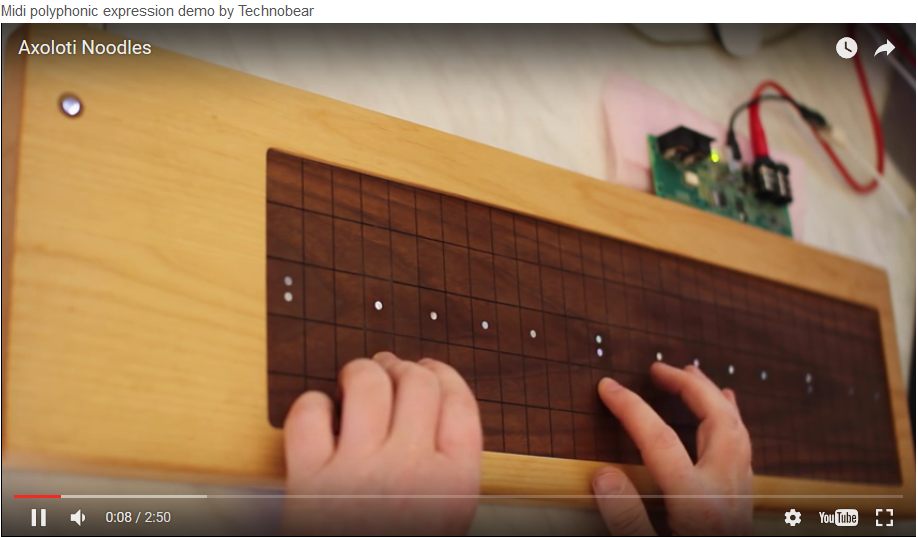 Midi polyphonic expression demo by Technobear
Axoloti Noodles
0:08 / 2:50
YouTube